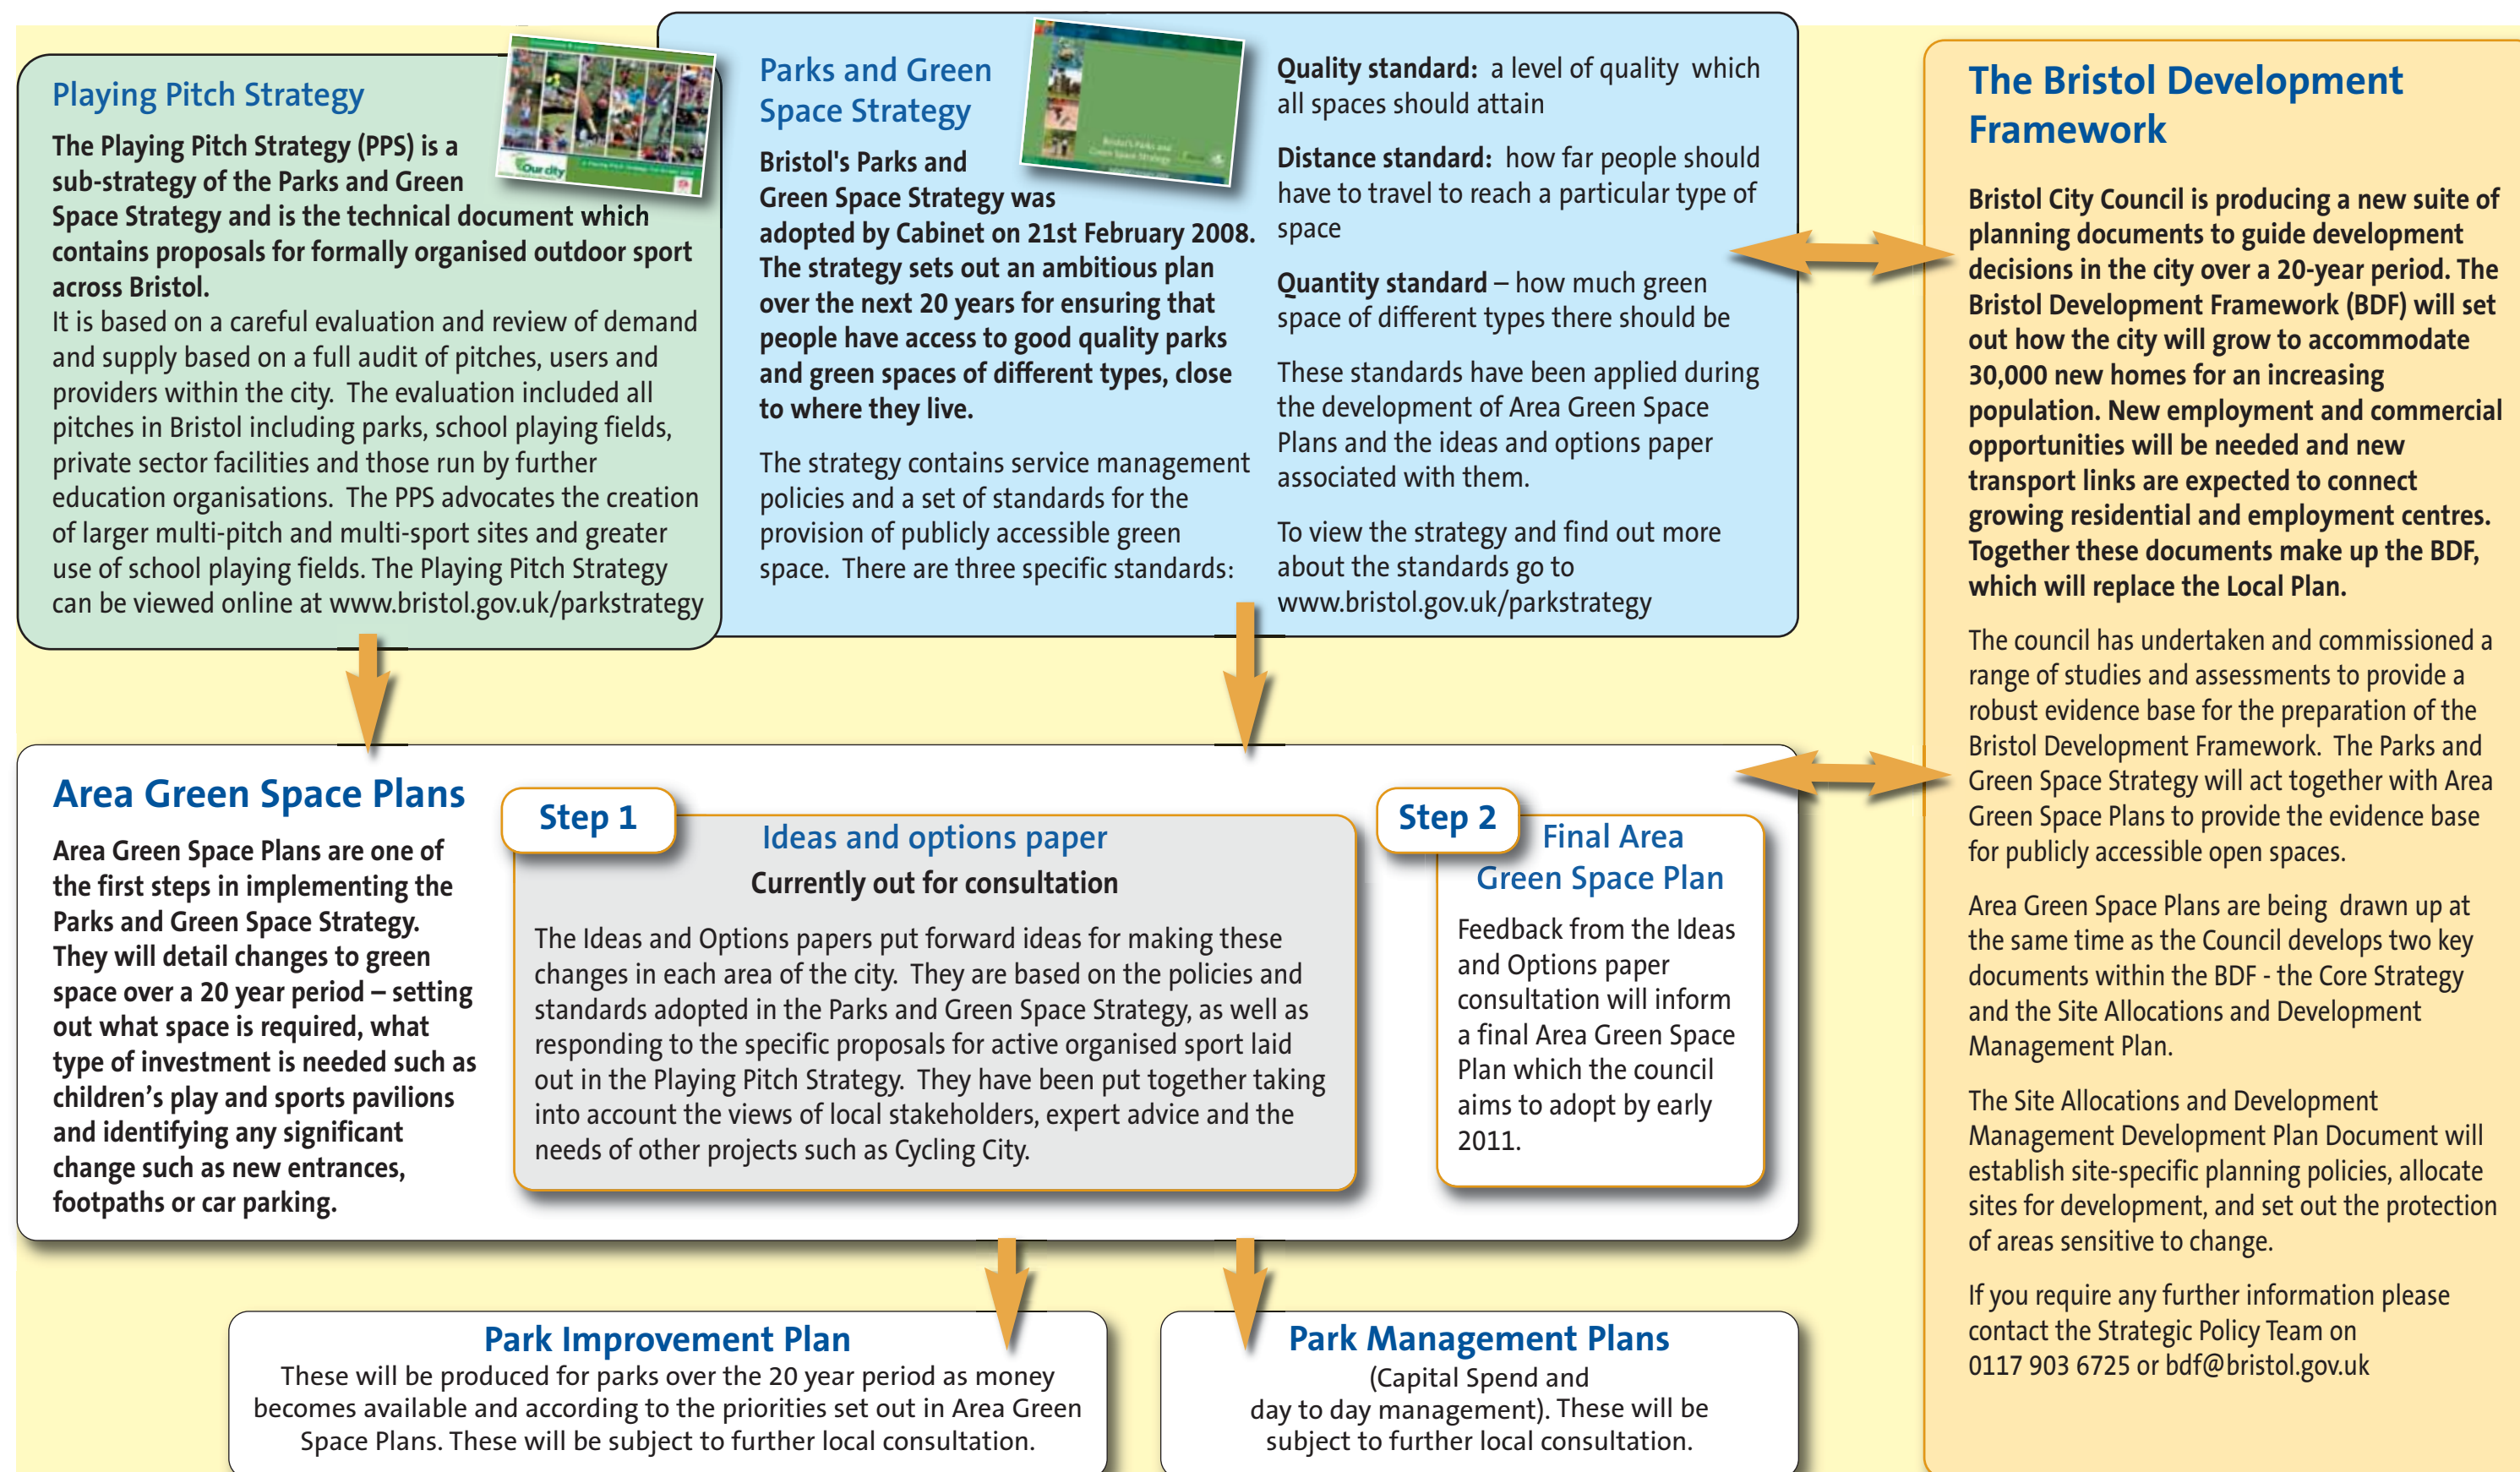 Playing Pitch Strategy
The Playing Pitch Strategy (PPS) is a
sub-strategy of the Parks and Green
Space Strategy and is the technical document which
contains proposals for formally organised outdoor sport
across Bristol.
It is based on a careful evaluation and review of demand
and supply based on a full audit of pitches, users and
providers within the city.  The evaluation included all
pitches in Bristol including parks, school playing fields,
private sector facilities and those run by further
education organisations.  The PPS advocates the creation
of larger multi-pitch and multi-sport sites and greater
use of school playing fields. The Playing Pitch Strategy
can be viewed online at www.bristol.gov.uk/parkstrategy
Our city
Parks and Green
Space Strategy
Bristol's Parks and
Green Space Strategy
Bristol's Parks and
Green Space Strategy was
adopted by Cabinet on 21st February 2008.
The strategy sets out an ambitious plan
over the next 20 years for ensuring that
people have access to good quality parks
and green spaces of different types, close
to where they live.
The strategy contains service management
policies and a set of standards for the
provision of publicly accessible green
space.  There are three specific standards:
Quality standard:  a level of quality  which
all spaces should attain
Distance standard:  how far people should
have to travel to reach a particular type of
space
Quantity standard – how much green
space of different types there should be
These standards have been applied during
the development of Area Green Space
Plans and the ideas and options paper
associated with them.
To view the strategy and find out more
about the standards go to
www.bristol.gov.uk/parkstrategy
The Bristol Development
Framework
Bristol City Council is producing a new suite of
planning documents to guide development
decisions in the city over a 20-year period. The
Bristol Development Framework (BDF) will set
out how the city will grow to accommodate
30,000 new homes for an increasing
population. New employment and commercial
opportunities will be needed and new
transport links are expected to connect
growing residential and employment centres.
Together these documents make up the BDF,
which will replace the Local Plan.
The council has undertaken and commissioned a
range of studies and assessments to provide a
robust evidence base for the preparation of the
Bristol Development Framework.  The Parks and
Green Space Strategy will act together with Area
Green Space Plans to provide the evidence base
for publicly accessible open spaces.
Area Green Space Plans are being  drawn up at
the same time as the Council develops two key
documents within the BDF - the Core Strategy
and the Site Allocations and Development
Management Plan.
The Site Allocations and Development
Management Development Plan Document will
establish site-specific planning policies, allocate
sites for development, and set out the protection
of areas sensitive to change.
If you require any further information please
contact the Strategic Policy Team on
0117 903 6725 or bdf@bristol.gov.uk
Area Green Space Plans
Area Green Space Plans are one of
the first steps in implementing the
Parks and Green Space Strategy.
They will detail changes to green
space over a 20 year period – setting
out what space is required, what
type of investment is needed such as
children’s play and sports pavilions
and identifying any significant
change such as new entrances,
footpaths or car parking.
Step 1
Ideas and options paper
Currently out for consultation
The Ideas and Options papers put forward ideas for making these
changes in each area of the city.  They are based on the policies and
standards adopted in the Parks and Green Space Strategy, as well as
responding to the specific proposals for active organised sport laid
out in the Playing Pitch Strategy.  They have been put together taking
into account the views of local stakeholders, expert advice and the
needs of other projects such as Cycling City.
Step 2
Final Area
Green Space Plan
Feedback from the Ideas
and Options paper
consultation will inform
a final Area Green Space
Plan which the council
aims to adopt by early
2011.
Park Improvement Plan
These will be produced for parks over the 20 year period as money
becomes available and according to the priorities set out in Area Green
Space Plans. These will be subject to further local consultation.
Park Management Plans
(Capital Spend and
day to day management). These will be
subject to further local consultation.